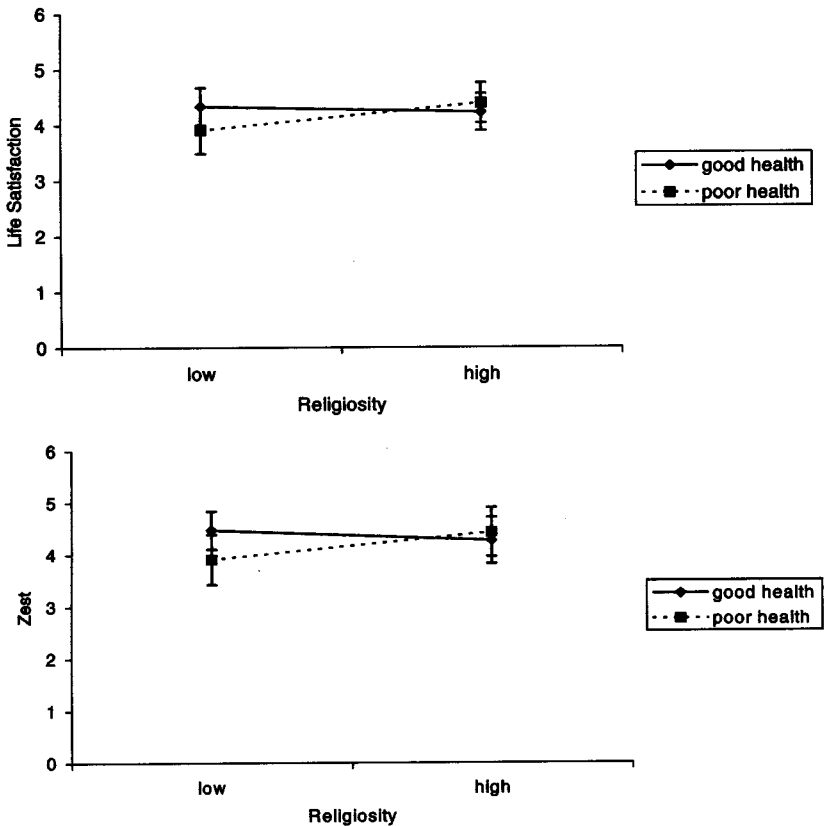 6
5
4
3
2
1
0
Life Satisfaction
low high
Religiosity
good health
poor health
6
5
4
3
2
1
0
Zest
low high
Religiosity
good health
poor health